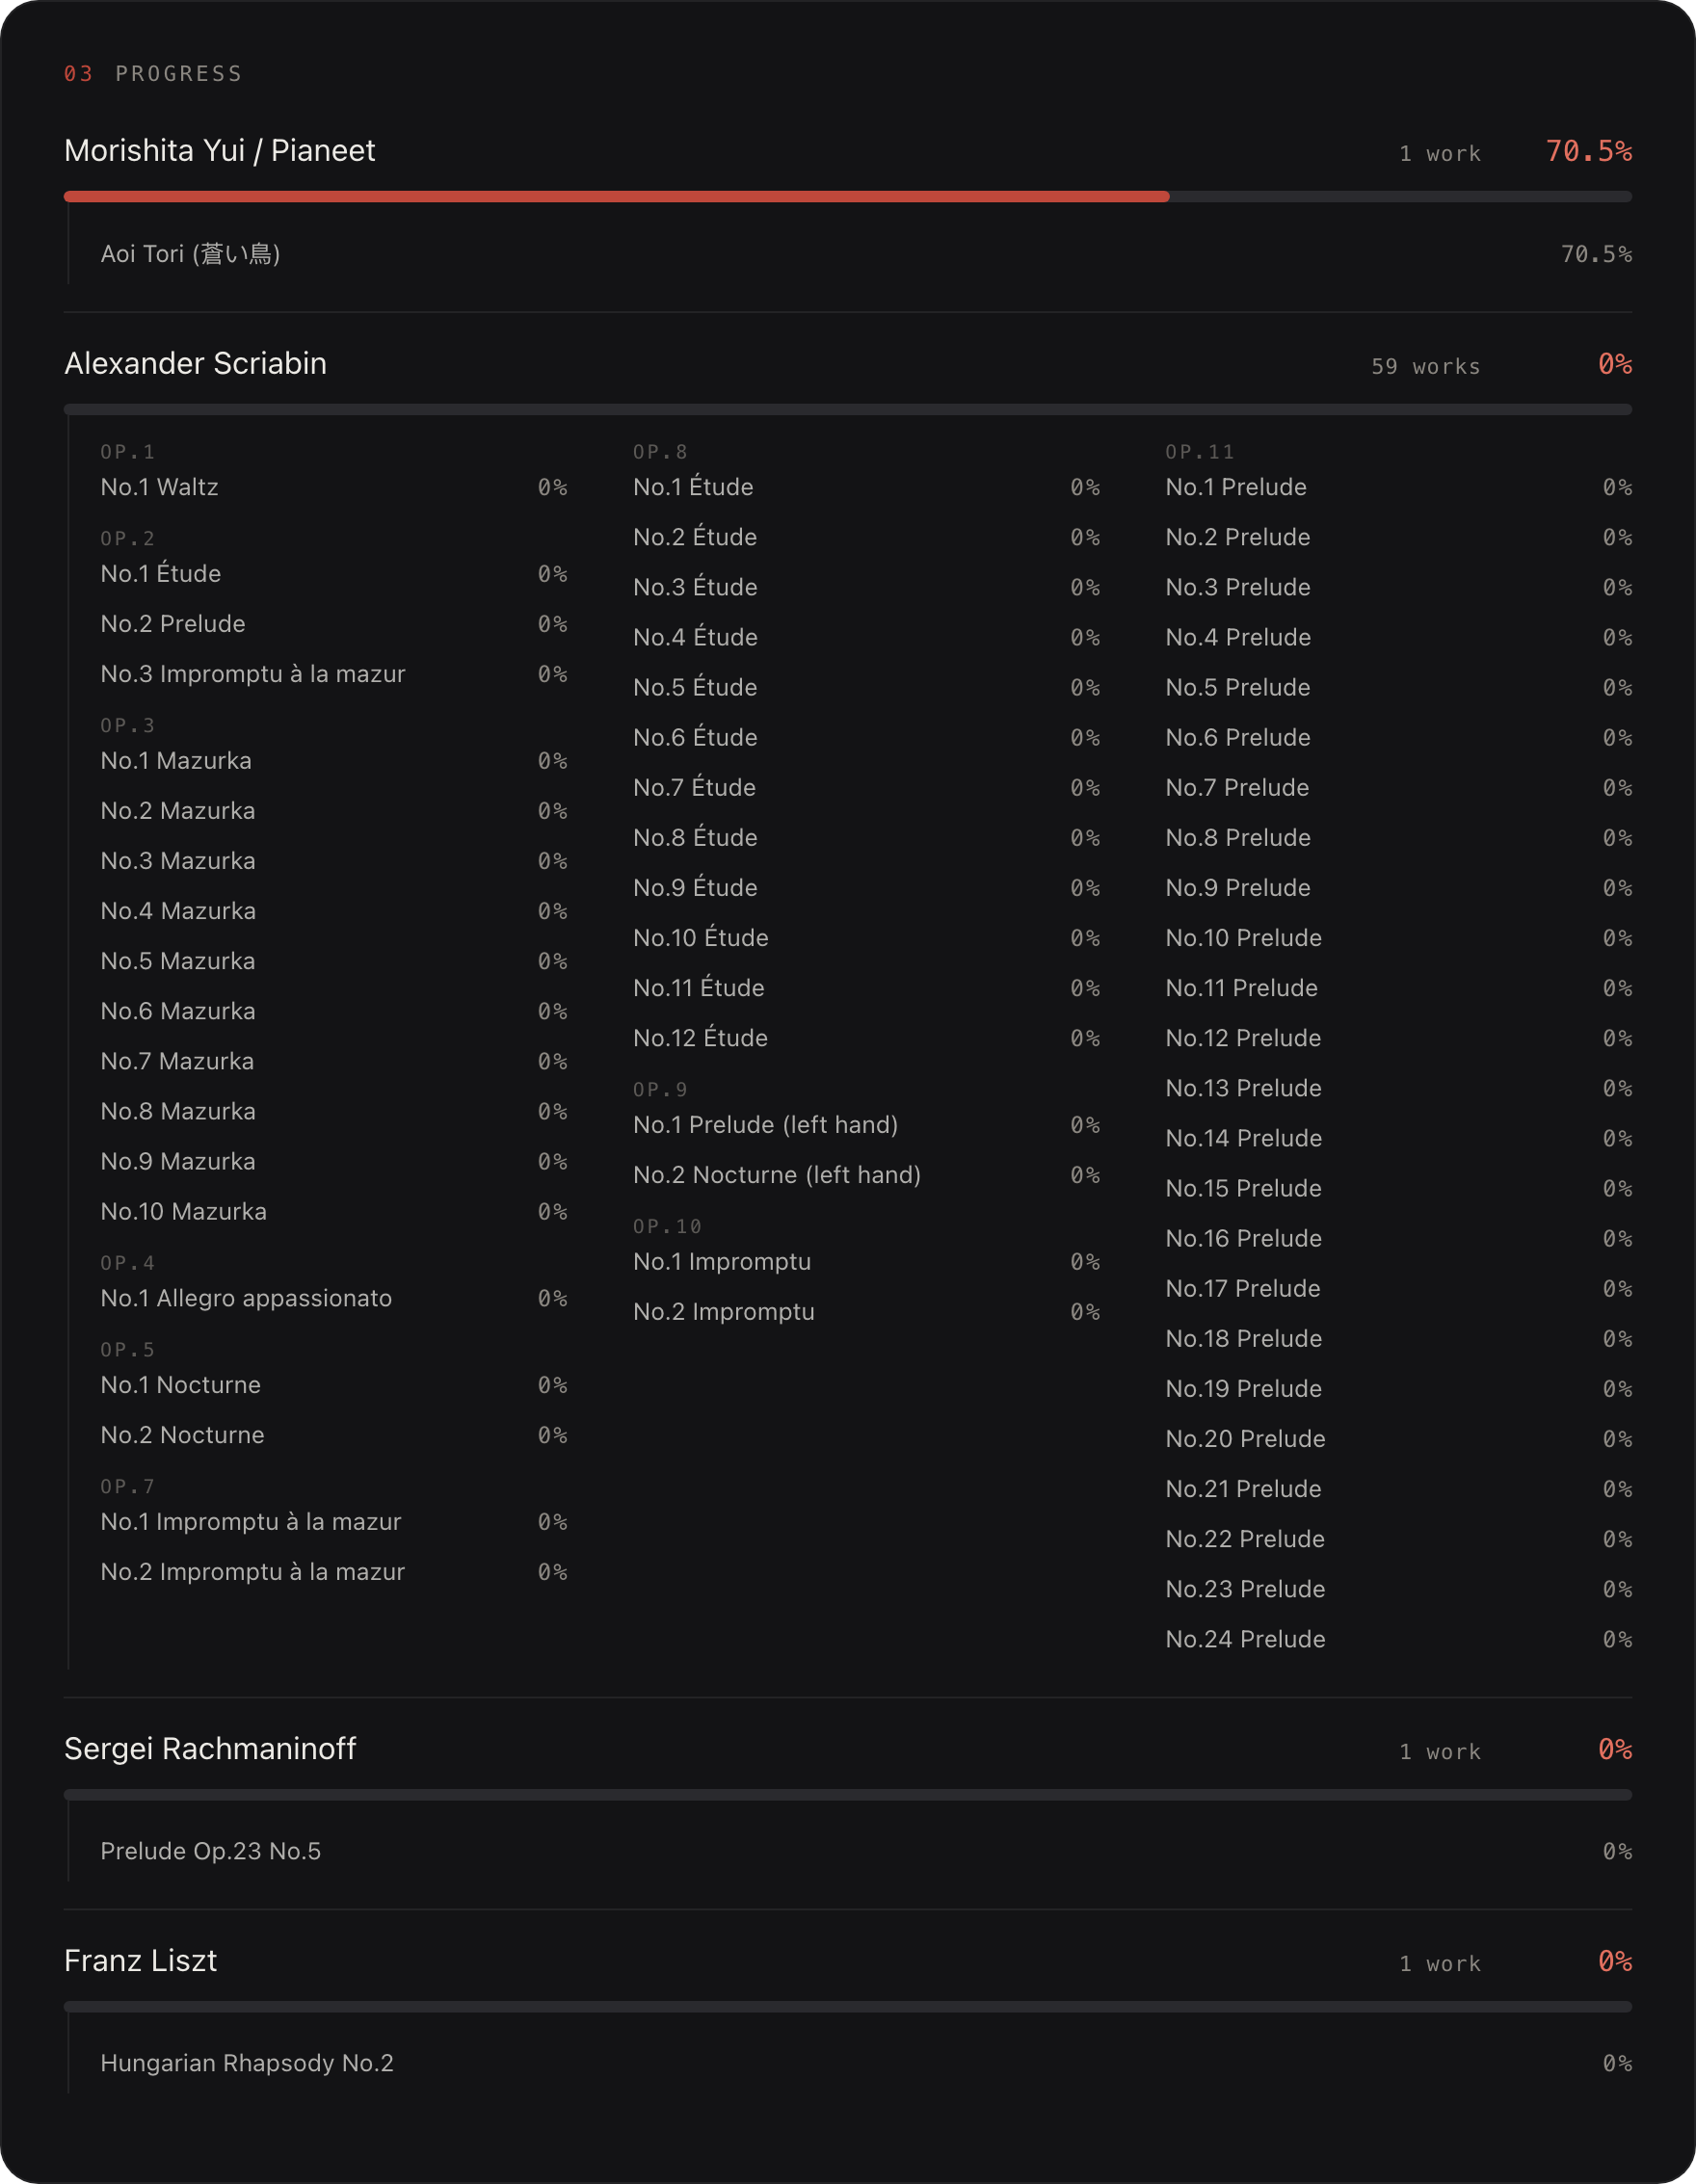 03 PROGRESS
Morishita Yui / Pianeet 1 work 70.5%
Aoi Tori (蒼い鳥) 70.5%
Alexander Scriabin 59 works 0%
OP.1
No.1 Waltz 0%
OP.2
No.1 Étude 0%
No.2 Prelude 0%
No.3 Impromptu à la mazur 0%
OP.3
No.1 Mazurka 0%
No.2 Mazurka 0%
No.3 Mazurka 0%
No.4 Mazurka 0%
No.5 Mazurka 0%
No.6 Mazurka 0%
No.7 Mazurka 0%
No.8 Mazurka 0%
No.9 Mazurka 0%
No.10 Mazurka 0%
OP.4
No.1 Allegro appassionato 0%
OP.5
No.1 Nocturne 0%
No.2 Nocturne 0%
OP.7
No.1 Impromptu à la mazur 0%
No.2 Impromptu à la mazur 0%
OP.8
No.1 Étude 0%
No.2 Étude 0%
No.3 Étude 0%
No.4 Étude 0%
No.5 Étude 0%
No.6 Étude 0%
No.7 Étude 0%
No.8 Étude 0%
No.9 Étude 0%
No.10 Étude 0%
No.11 Étude 0%
No.12 Étude 0%
OP.9
No.1 Prelude (left hand) 0%
No.2 Nocturne (left hand) 0%
OP.10
No.1 Impromptu 0%
No.2 Impromptu 0%
OP.11
No.1 Prelude 0%
No.2 Prelude 0%
No.3 Prelude 0%
No.4 Prelude 0%
No.5 Prelude 0%
No.6 Prelude 0%
No.7 Prelude 0%
No.8 Prelude 0%
No.9 Prelude 0%
No.10 Prelude 0%
No.11 Prelude 0%
No.12 Prelude 0%
No.13 Prelude 0%
No.14 Prelude 0%
No.15 Prelude 0%
No.16 Prelude 0%
No.17 Prelude 0%
No.18 Prelude 0%
No.19 Prelude 0%
No.20 Prelude 0%
No.21 Prelude 0%
No.22 Prelude 0%
No.23 Prelude 0%
No.24 Prelude 0%
Sergei Rachmaninoff 1 work 0%
Prelude Op.23 No.5 0%
Franz Liszt 1 work 0%
Hungarian Rhapsody No.2 0%